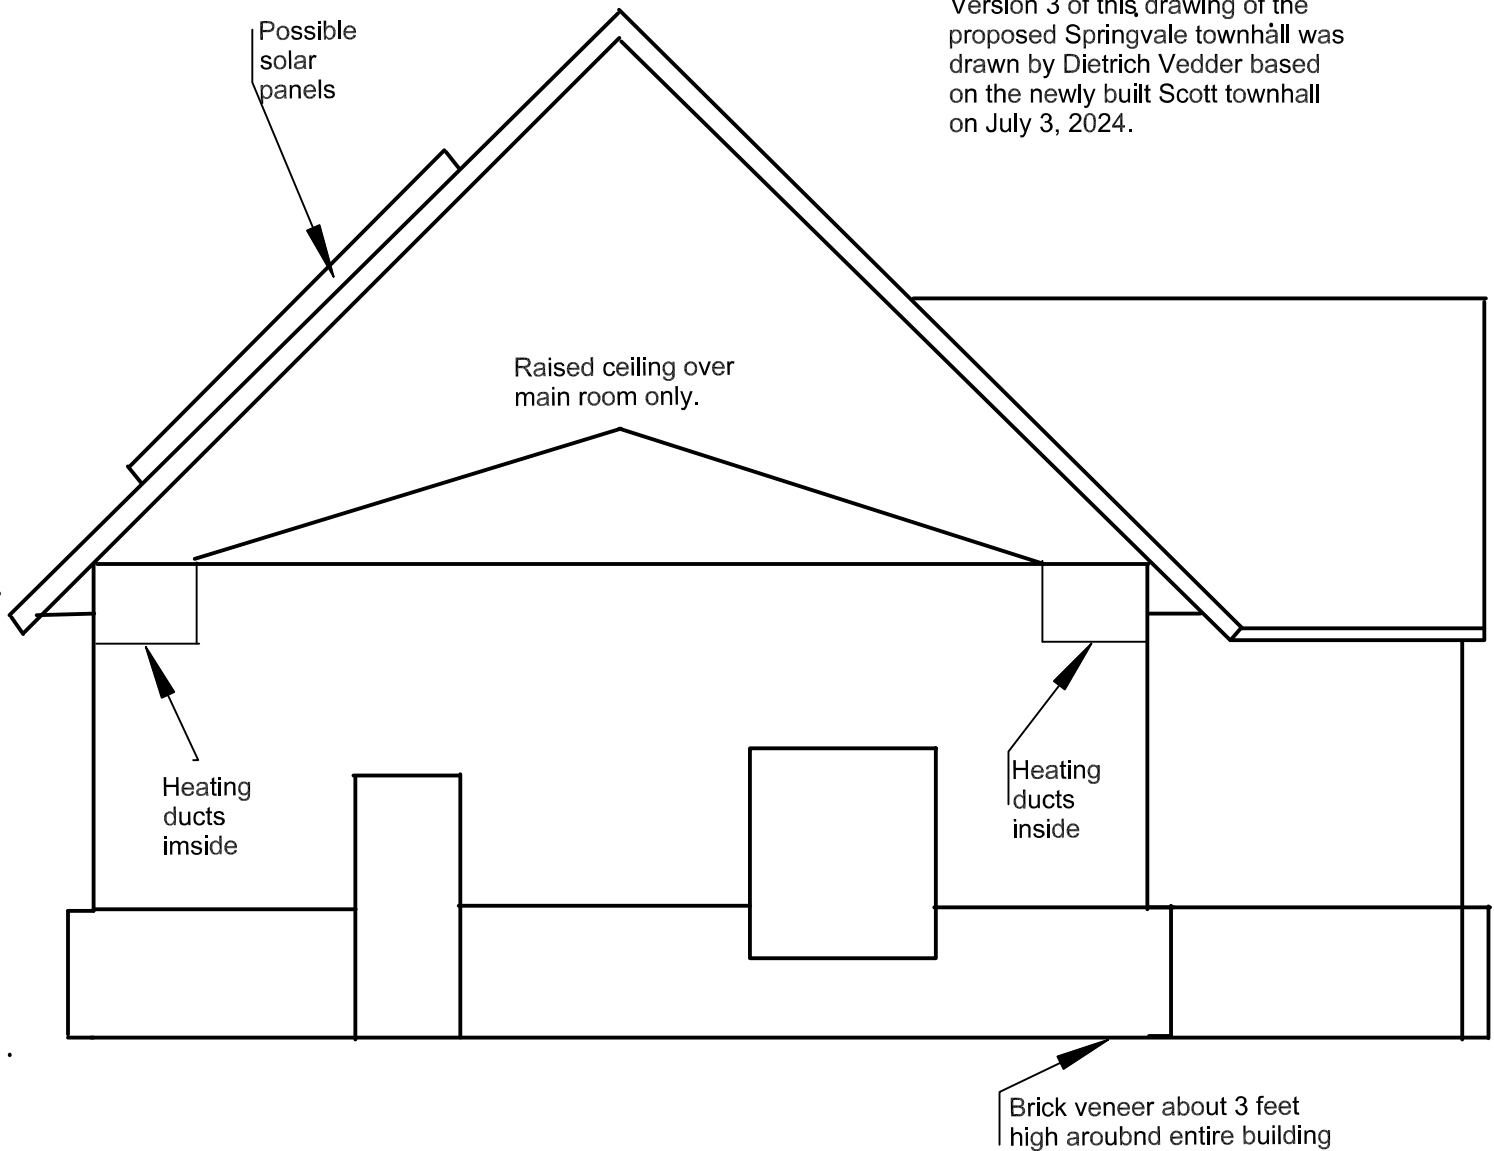 Possible
solar
panels
Version 3 of this drawing of the
proposed Springvale townhall was
drawn by Dietrich Vedder based
on the newly built Scott townhall
on July 3, 2024.
Raised ceiling over
main room only.
Heating
ducts
imside
Heating
ducts
inside
Brick veneer about 3 feet
high aroubnd entire building